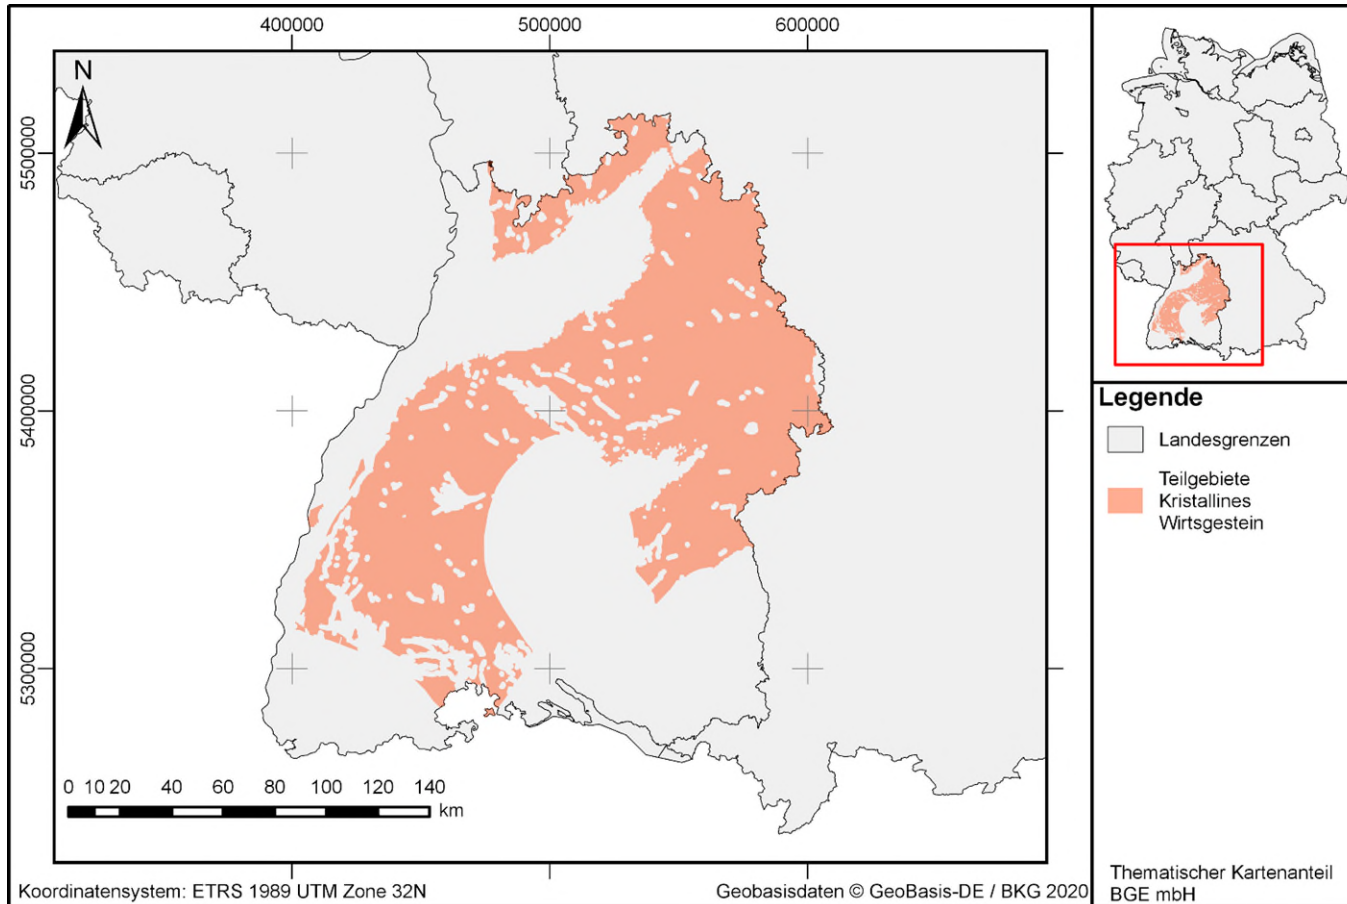 400000
500000
600000
N
5500000
5400000
5300000
0 10 20 40 60 80 100 120 140
km
Koordinatensystem: ETRS 1989 UTM Zone 32N
Geobasisdaten © GeoBasis-DE / BKG 2020
Legende
Landesgrenzen
Teilgebiete
Kristallines
Wirtsgestein
Thematischer Kartenanteil
BGE mbH